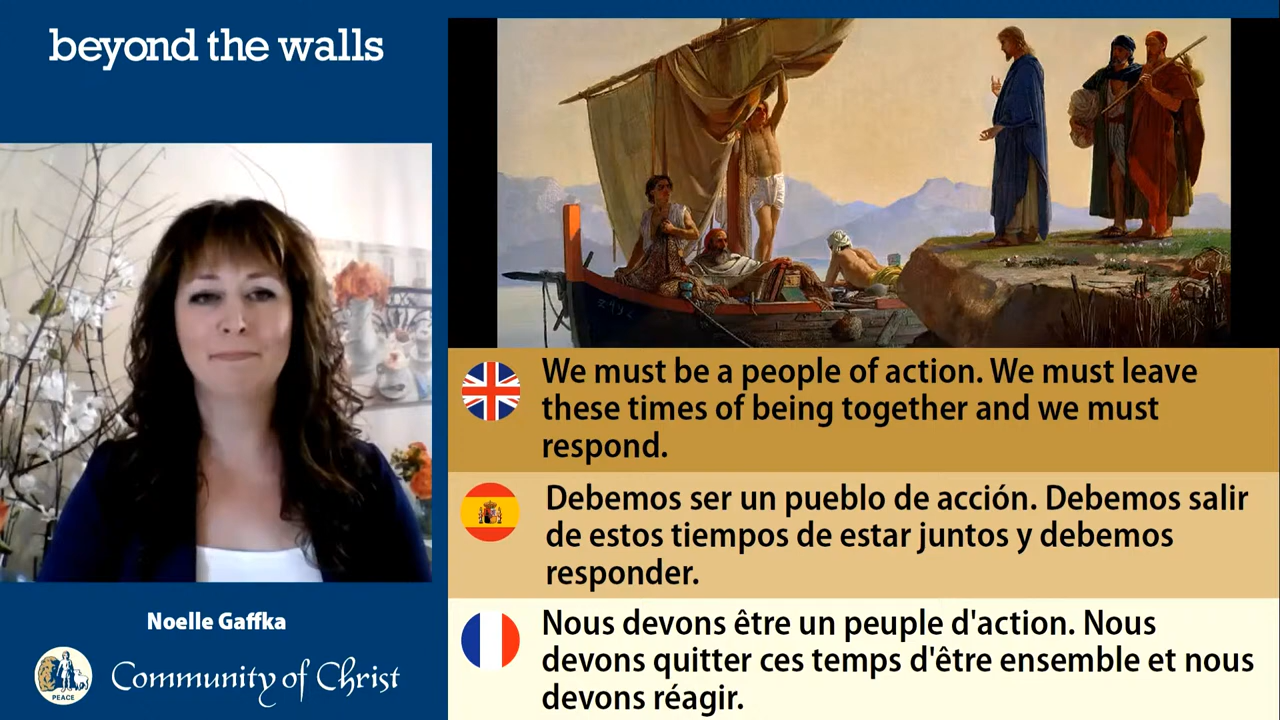 beyond the walls
We must be a people of action. We must leave
these times of being together and we must
respond.
Debemos ser un pueblo de acción. Debemos salir
de estos tiempos de estar juntos y debemos
responder.
Nous devons être un peuple d'action. Nous
devons quitter ces temps d'être ensemble et nous
devons réagir.
Noelle Gaffka
PEACE
Community of Christ